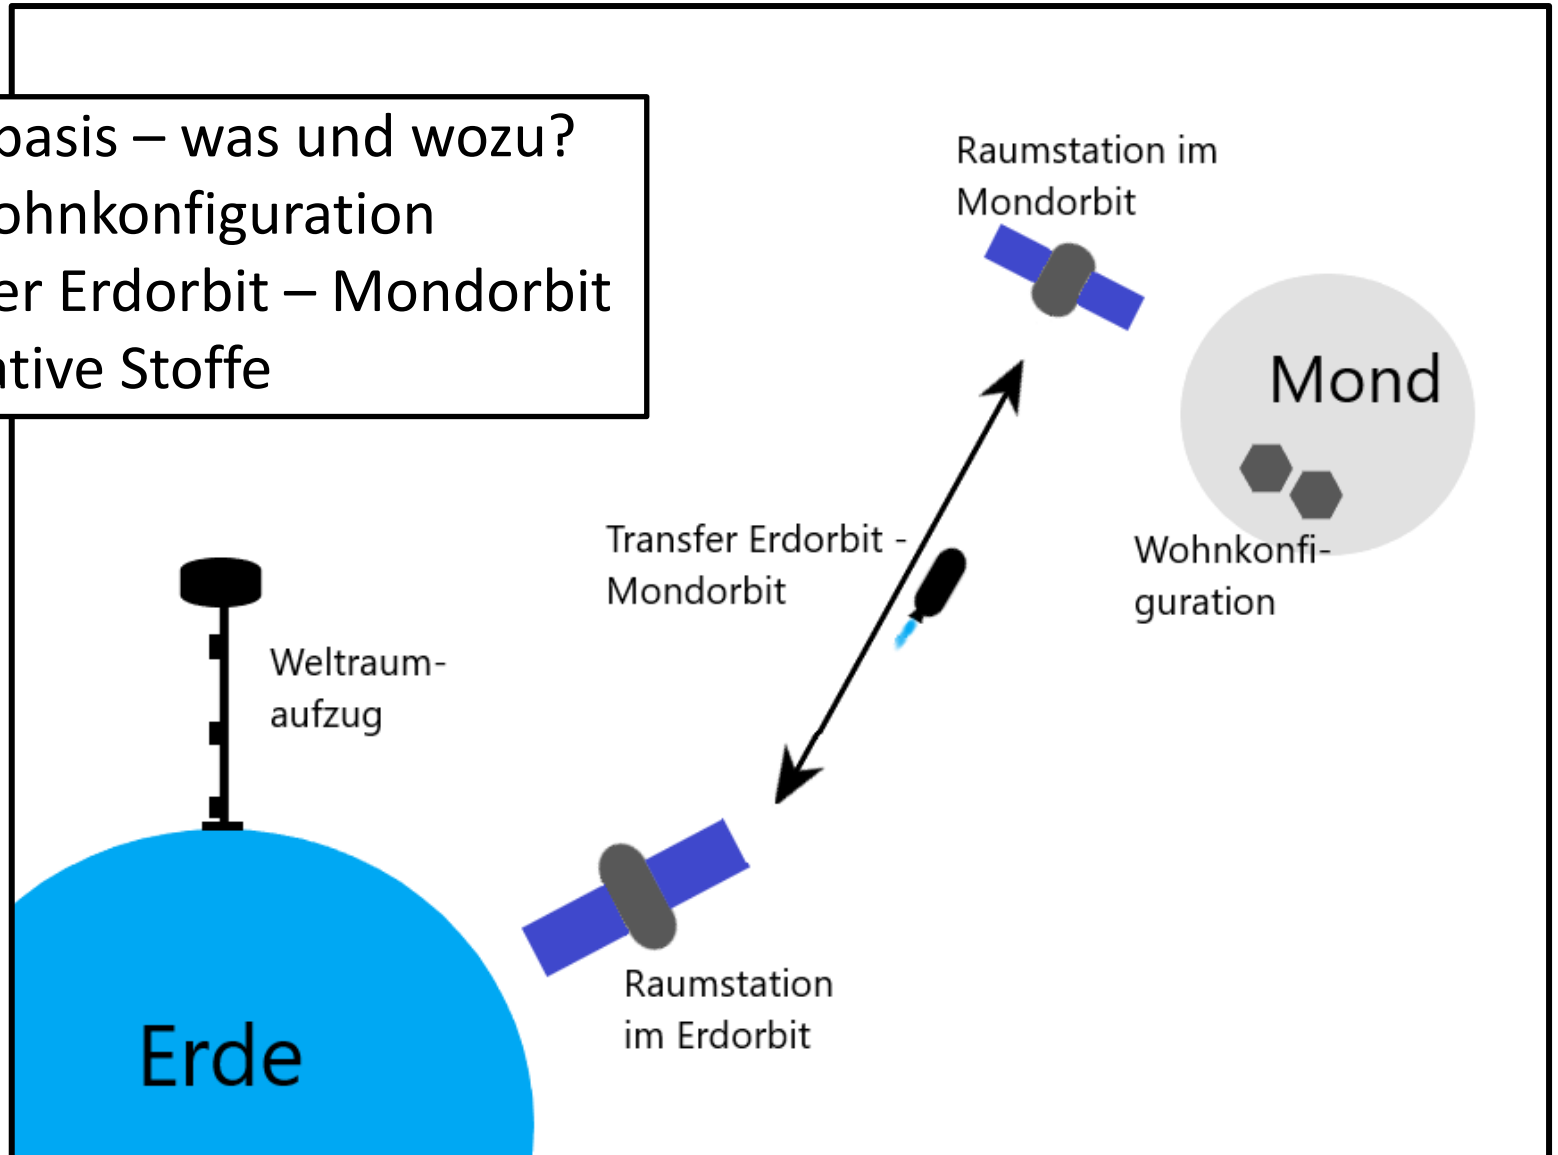 basis – was und wozu?
ohnkonfiguration
er Erdorbit – Mondorbit
ative Stoffe
Raumstation im
Mondorbit
Mond
Transfer Erdorbit -
Mondorbit
Wohnkonfi-
guration
Weltraum-
aufzug
Raumstation
im Erdorbit
Erde